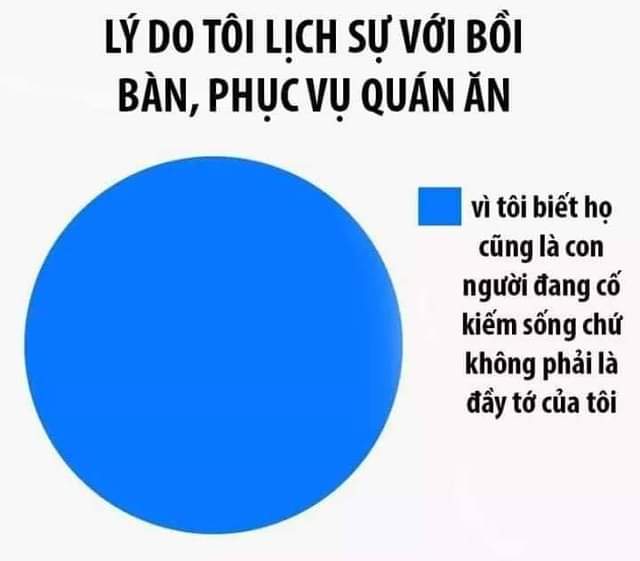 LÝ DO TÔI LỊCH SỰ VỚI BỒI
BÀN, PHỤC VỤ QUÁN ĂN
vì tôi biết họ
cũng là con
người đang cố
kiếm sống chứ
không phải là
đầy tớ của tôi